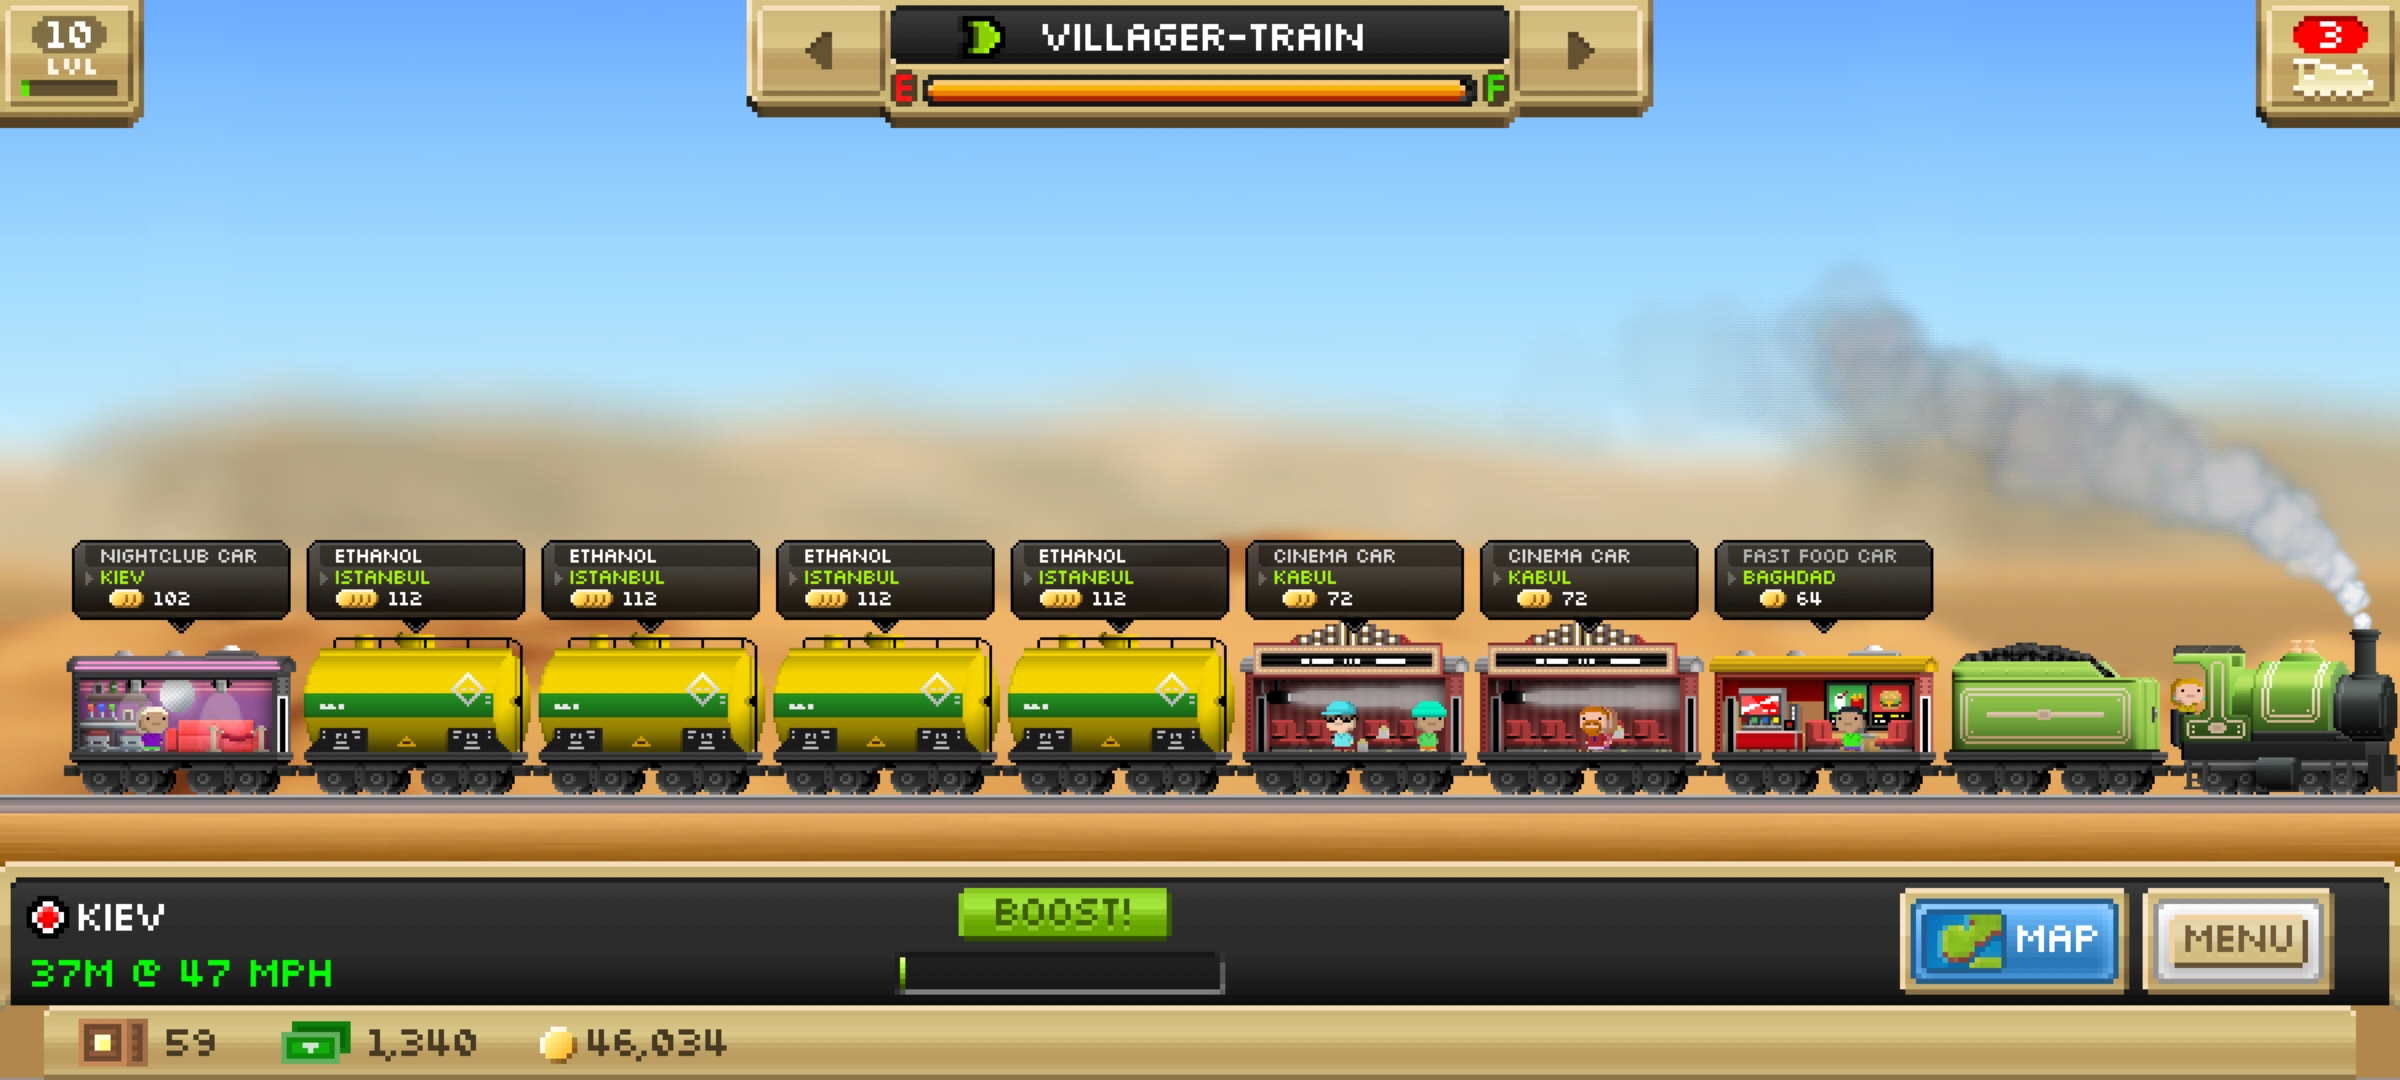 10
LVL
VILLAGER-TRAIN
E
F
3
NIGHTCLUB CAR
KIEV
102
ETHANOL
ISTANBUL
112
ETHANOL
ISTANBUL
112
ETHANOL
ISTANBUL
112
ETHANOL
ISTANBUL
112
CINEMA CAR
KABUL
72
CINEMA CAR
KABUL
72
FAST FOOD CAR
BAGHDAD
64
KIEV
37M @ 47 MPH
BOOST!
MAP
MENU
59
1,340
46,034